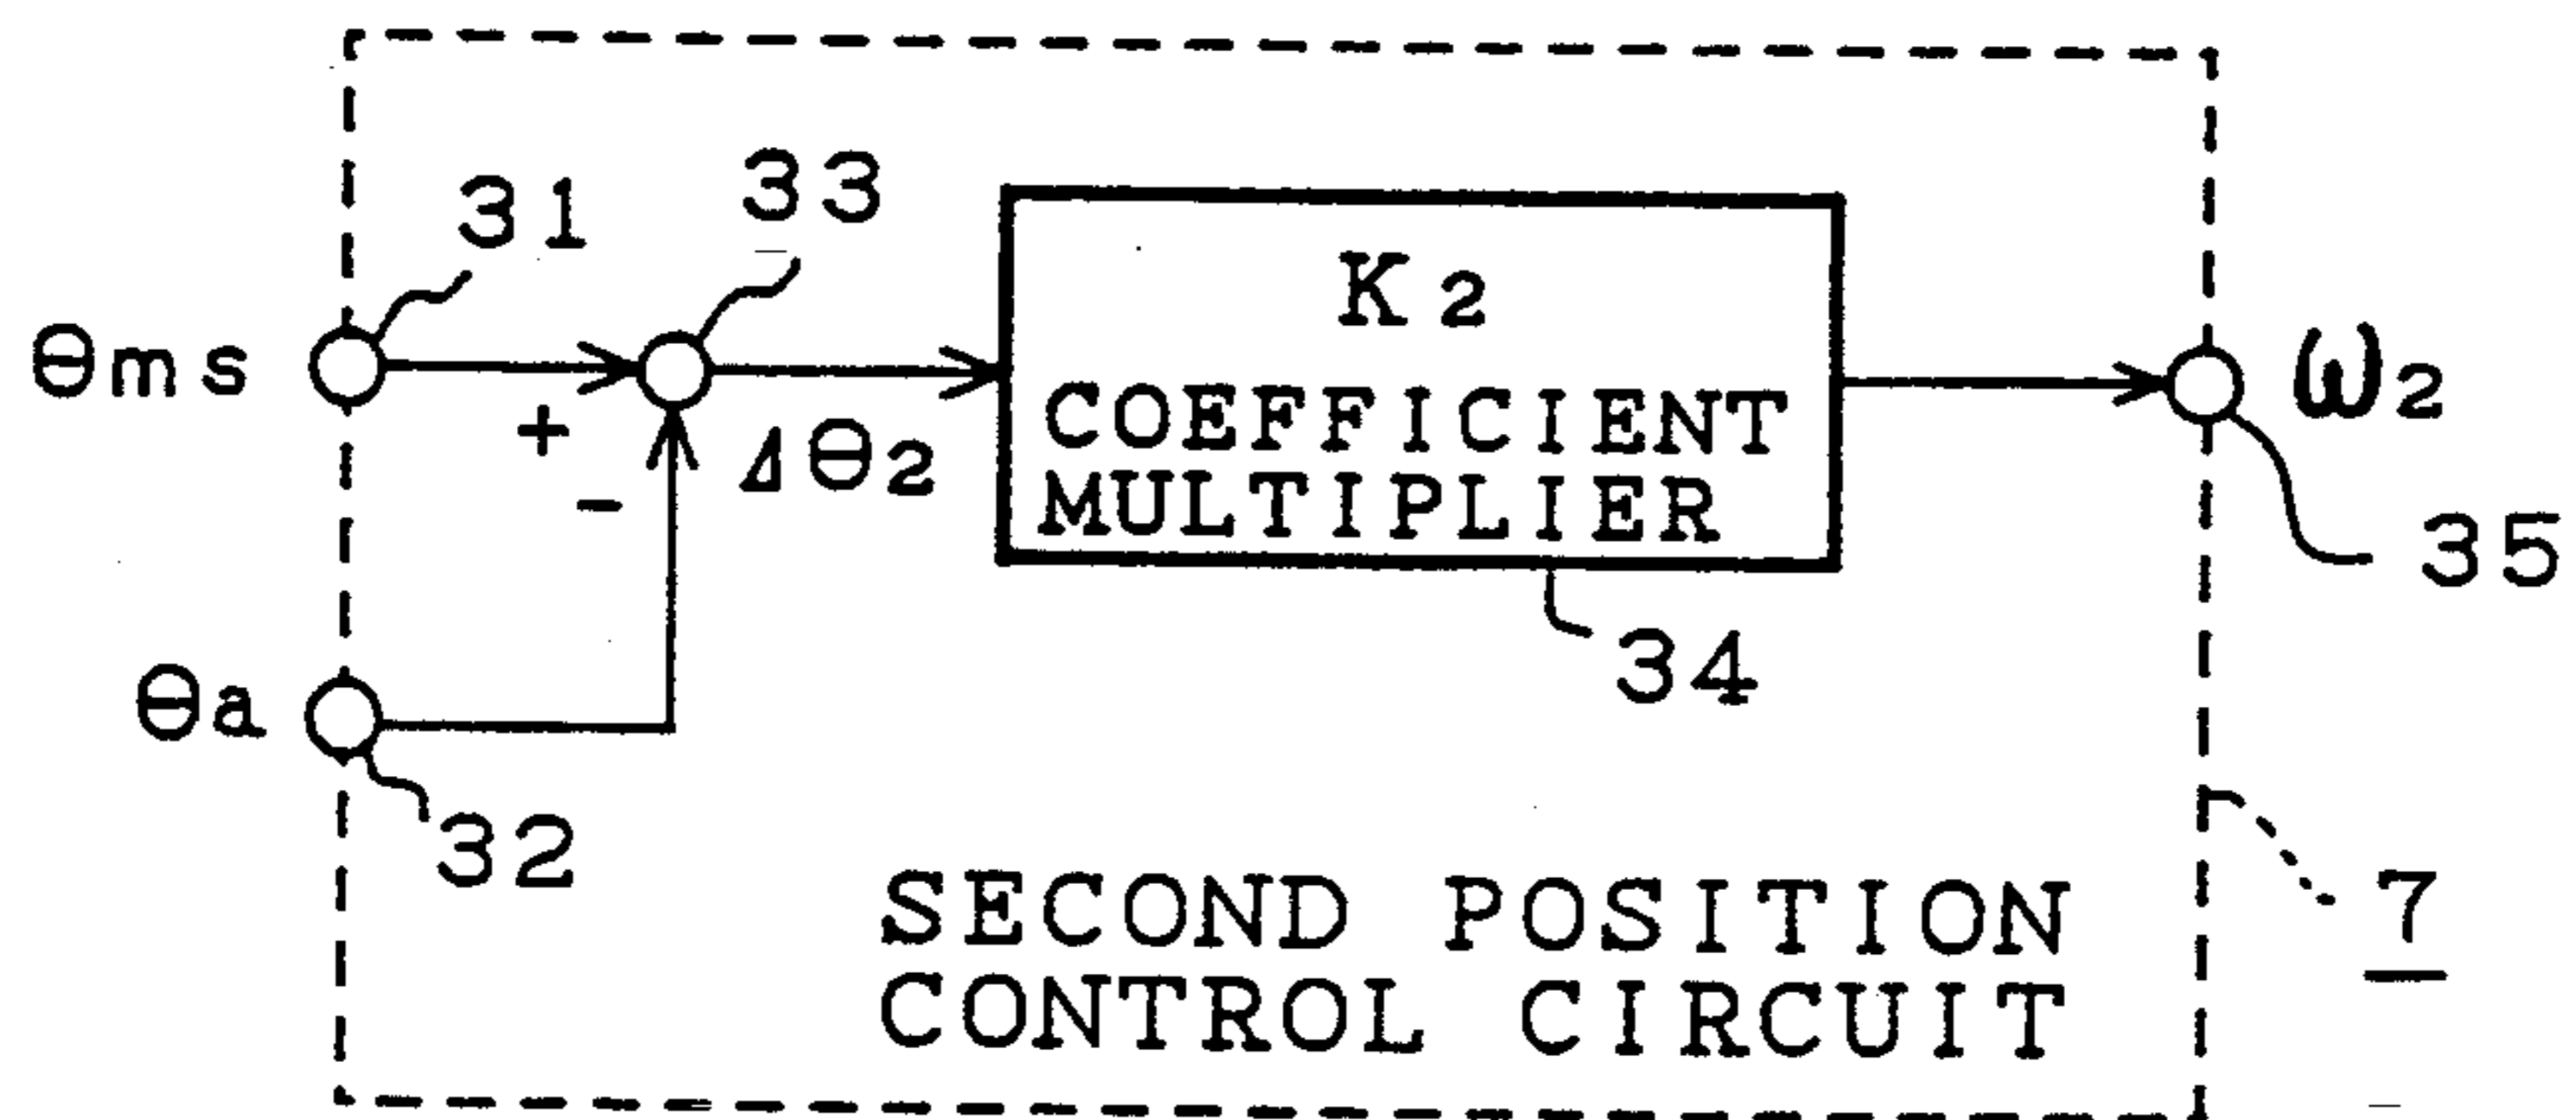 31
33
θms
+
-
Δθ2
K2
COEFFICIENT
MULTIPLIER
ω2
35
34
θa
32
SECOND POSITION
CONTROL CIRCUIT
7